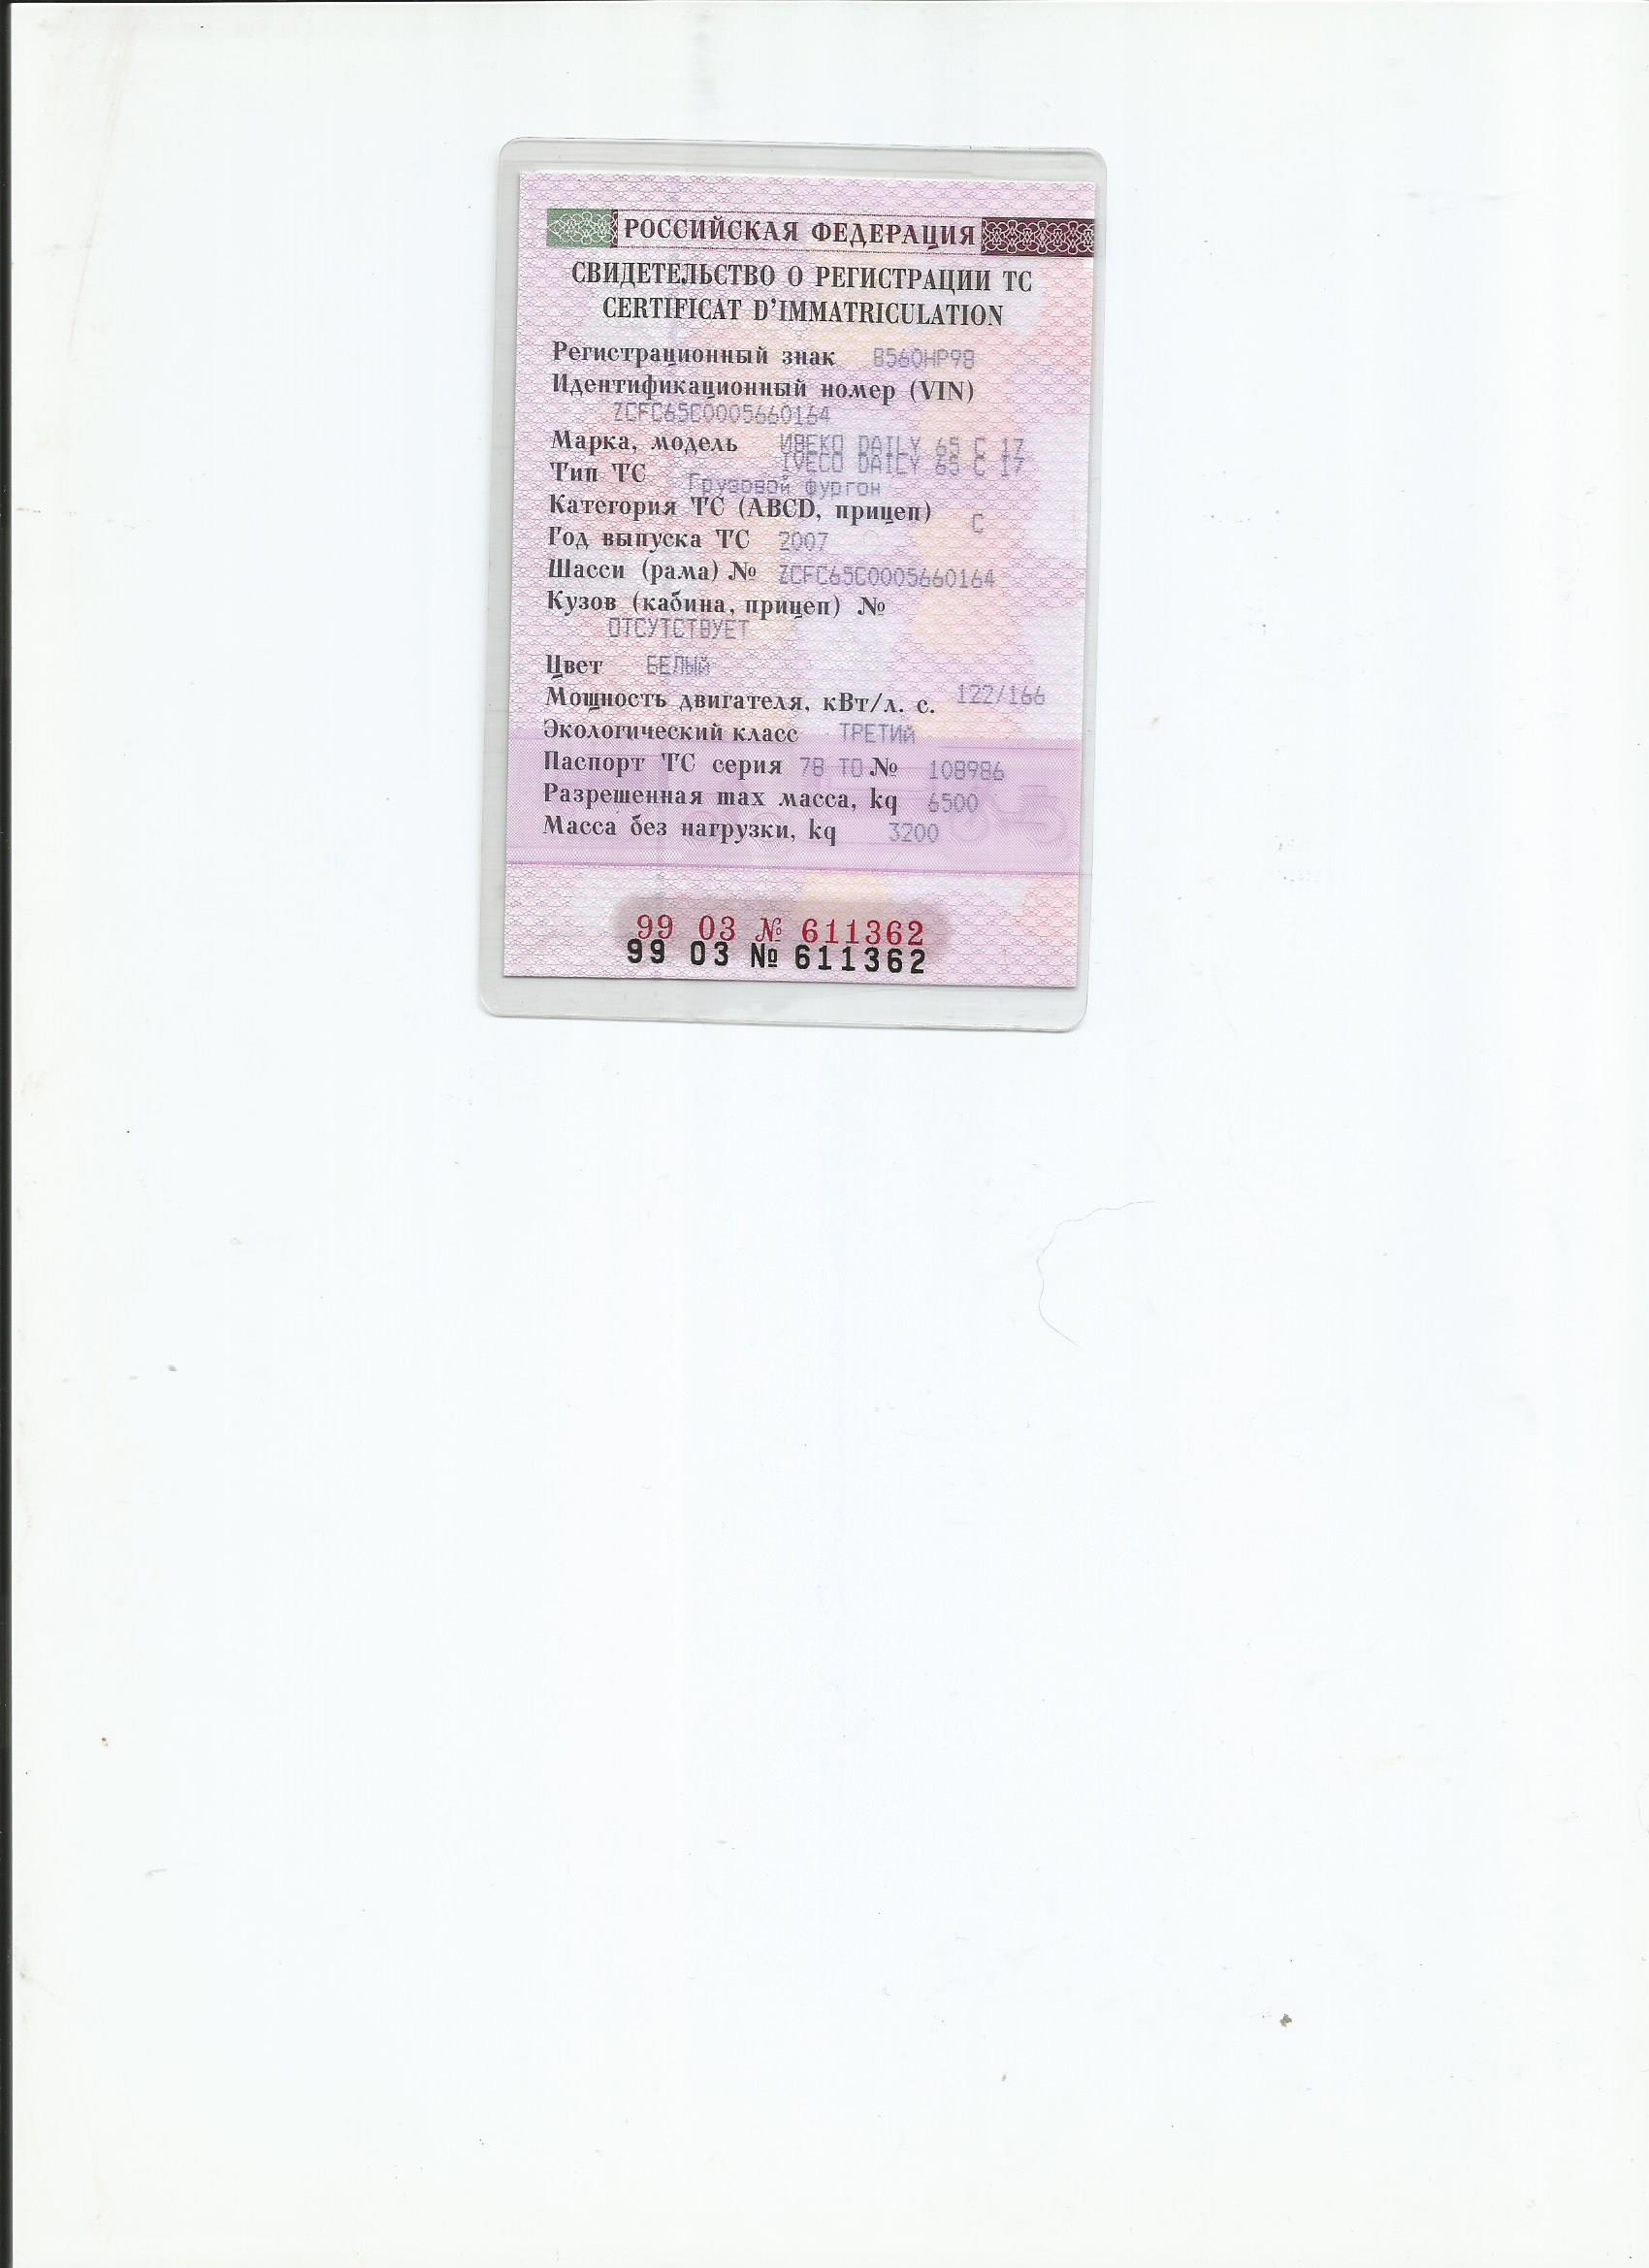 РОССИЙСКАЯ ФЕДЕРАЦИЯ
СВИДЕТЕЛЬСТВО О РЕГИСТРАЦИИ ТС
CERTIFICAT D'IMMATRICULATION
Регистрационный знак В560НР98
Идентификационный номер (VIN)
ZCFC65C0005660164
Марка, модель ИВЕКО DAILY 65 C 17
IVECO DAILY 65 C 17
Тип ТС Грузовой фургон
Категория ТС (ABCD, прицеп) C
Год выпуска ТС 2007
Шасси (рама) № ZCFC65C0005660164
Кузов (кабина, прицеп) №
ОТСУТСТВУЕТ
Цвет БЕЛЫЙ
Мощность двигателя, кВт/л. с. 122/166
Экологический класс ТРЕТИЙ
Паспорт ТС серия 78 ТО № 108986
Разрешенная max масса, kg 6500
Масса без нагрузки, kg 3200
99 03 № 611362
99 03 № 611362